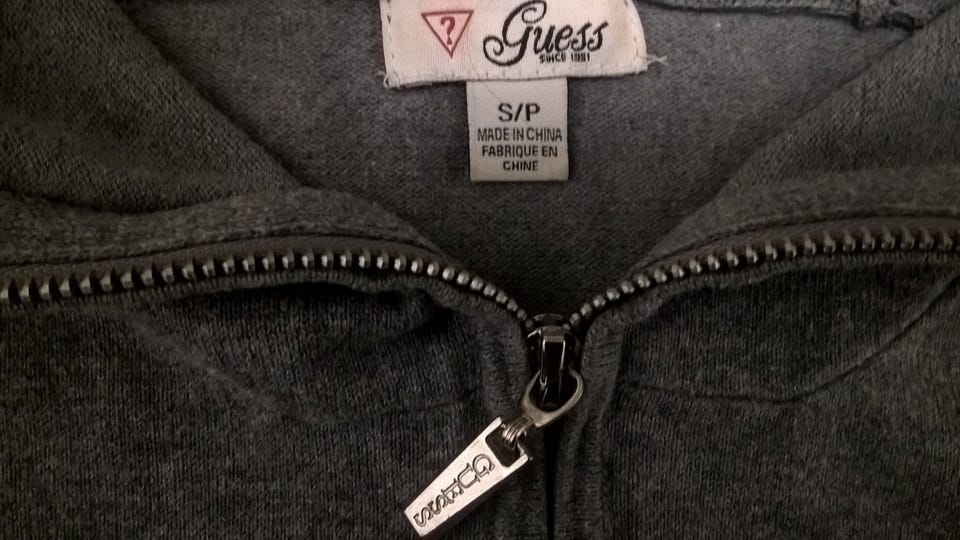 ?
Guess
SINCE 1981
S/P
MADE IN CHINA
FABRIQUE EN
CHINE
GUESS